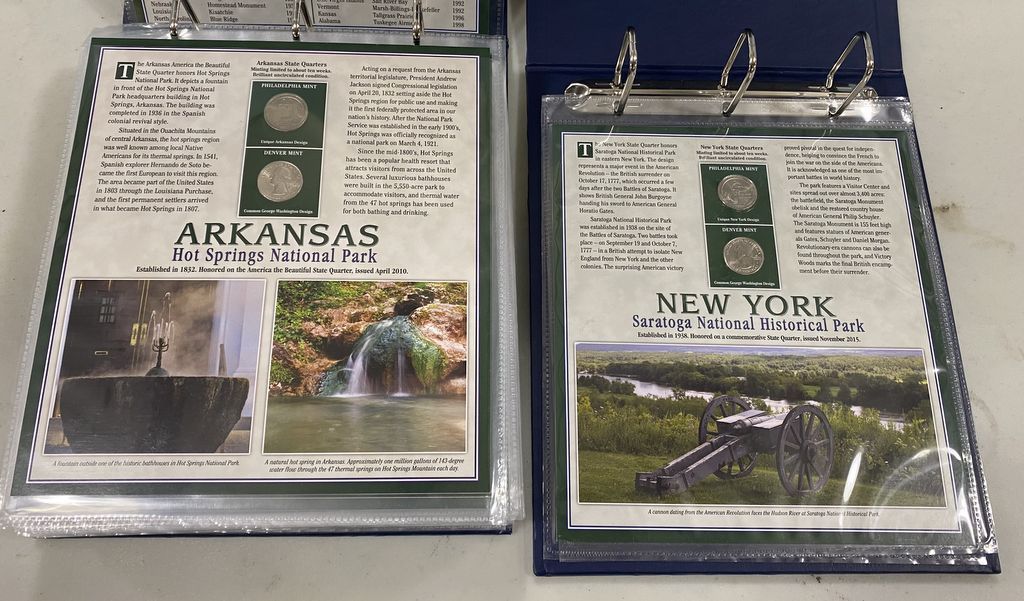 Nebrask
Louisia
North
Homestead Monument
Kisatchie
Blue Ridge
Vermont
Kansas
Alabama
Tallgrass Prairie
Tuskegee Airme
1992
1996
1998
The Arkansas America the Beautiful
State Quarter honors Hot Springs
National Park. It depicts a fountain
in front of the Hot Springs National
Park headquarters building in Hot
Springs, Arkansas. The building was
completed in 1936 in the Spanish
colonial revival style.
Situated in the Ouachita Mountains
of central Arkansas, the hot springs region
was well known among local Native
Americans for its thermal springs. In 1541,
Spanish explorer Hernando de Soto be-
came the first European to visit this region.
The area became part of the United States
in 1803 through the Louisiana Purchase,
and the first permanent settlers arrived
in what became Hot Springs in 1807.
Arkansas State Quarters
Minting limited to about ten weeks.
Brilliant uncirculated condition.
PHILADELPHIA MINT
Unique Arkansas Design
DENVER MINT
Common George Washington Design
Acting on a request from the Arkansas
territorial legislature, President Andrew
Jackson signed Congressional legislation
on April 20, 1832 setting aside the Hot
Springs region for public use and making
it the first federally protected area in our
nation's history. After the National Park
Service was established in the early 1900's,
Hot Springs was officially recognized as
a national park on March 4, 1921.
Since the mid-1800's, Hot Springs
has been a popular health resort that
attracts visitors from across the United
States. Several luxurious bathhouses
were built in the 5,550-acre park to
accommodate visitors, and thermal water
from the 47 hot springs has been used
for both bathing and drinking.
ARKANSAS
Hot Springs National Park
Established in 1832. Honored on the America the Beautiful State Quarter, issued April 2010.
A fountain outside one of the historic bathhouses in Hot Springs National Park.
A natural hot spring in Arkansas. Approximately one million gallons of 143-degree
water flow through the 47 thermal springs on Hot Springs Mountain each day.
The New York State Quarter honors
Saratoga National Historical Park
in eastern New York. The design
represents a major event in the American
Revolution – the British surrender on
October 17, 1777, which occurred a few
days after the two Battles of Saratoga. It
shows British General John Burgoyne
handing his sword to American General
Horatio Gates.
Saratoga National Historical Park
was established in 1938 on the site of
the Battles of Saratoga. Two battles took
place – on September 19 and October 7,
1777 – in a British attempt to isolate New
England from New York and the other
colonies. The surprising American victory
New York State Quarters
Minting limited to about ten weeks.
Brilliant uncirculated condition.
PHILADELPHIA MINT
Unique New York Design
DENVER MINT
Common George Washington Design
proved pivotal in the quest for indepen-
dence, helping to convince the French to
join the war on the side of the Americans.
It is acknowledged as one of the most im-
portant battles in world history.
The park features a Visitor Center and
sites spread out over almost 3,400 acres:
the battlefield, the Saratoga Monument
obelisk and the restored country house
of American General Philip Schuyler.
The Saratoga Monument is 155 feet high
and features statues of American gener-
als Gates, Schuyler and Daniel Morgan.
Revolutionary-era cannons can also be
found throughout the park, and Victory
Woods marks the final British encamp-
ment before their surrender.
NEW YORK
Saratoga National Historical Park
Established in 1938. Honored on a commemorative State Quarter, issued November 2015.
A cannon dating from the American Revolution faces the Hudson River at Saratoga National Historical Park.